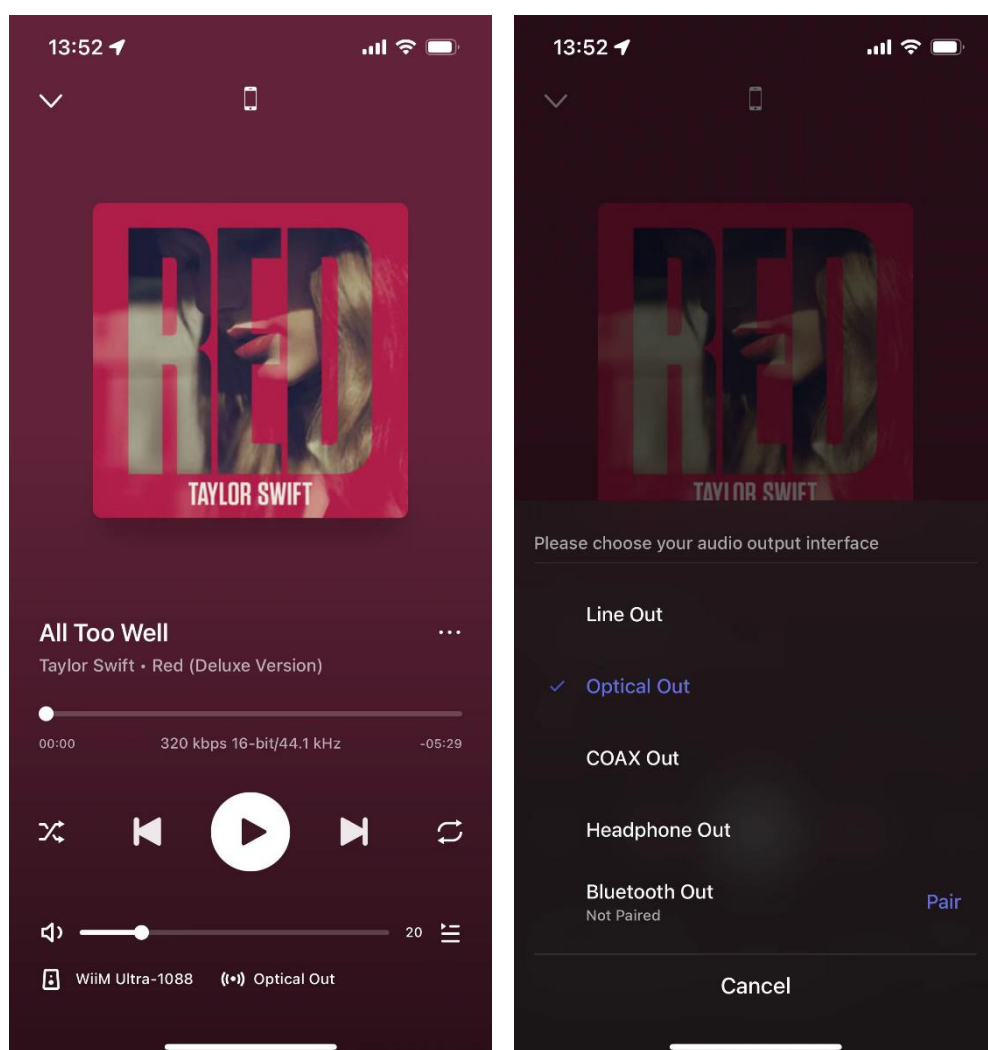 13:52
RED
TAYLOR SWIFT
All Too Well
Taylor Swift • Red (Deluxe Version)
00:00 320 kbps 16-bit/44.1 kHz -05:29
20
WiiM Ultra-1088 Optical Out
13:52
RED
TAYLOR SWIFT
Please choose your audio output interface
Line Out
Optical Out
COAX Out
Headphone Out
Bluetooth Out
Not Paired
Pair
Cancel